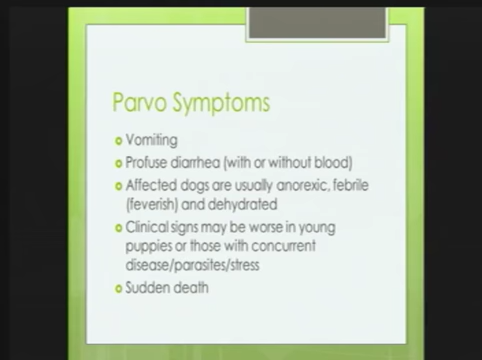 Parvo Symptoms
Vomiting
Profuse diarrhea (with or without blood)
Affected dogs are usually anorexic, febrile
(feverish) and dehydrated
Clinical signs may be worse in young
puppies or those with concurrent
disease/parasites/stress
Sudden death